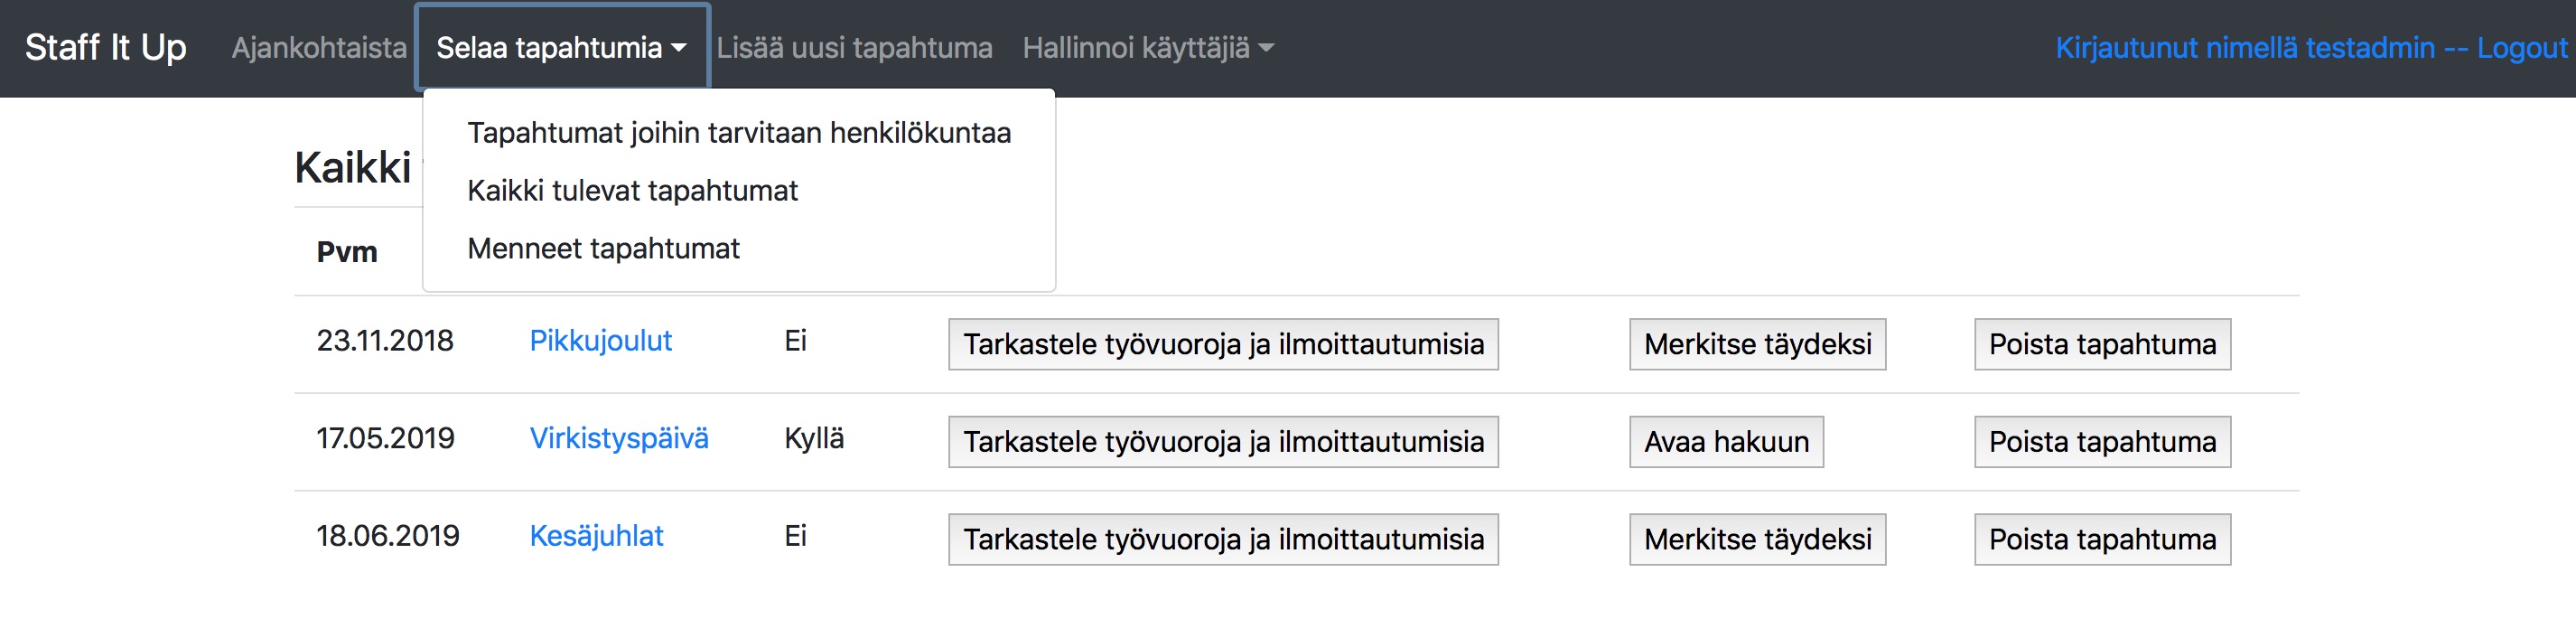 Staff It Up Ajankohtaista Selaa tapahtumia Lisää uusi tapahtuma Hallinnoi käyttäjiä Kirjautunut nimellä testadmin -- Logout
Tapahtumat joihin tarvitaan henkilökuntaa
Kaikki tulevat tapahtumat
Menneet tapahtumat
Kaikki
Pvm
23.11.2018 Pikkujoulut Ei Tarkastele työvuoroja ja ilmoittautumisia Merkitse täydeksi Poista tapahtuma
17.05.2019 Virkistyspäivä Kyllä Tarkastele työvuoroja ja ilmoittautumisia Avaa hakuun Poista tapahtuma
18.06.2019 Kesäjuhlat Ei Tarkastele työvuoroja ja ilmoittautumisia Merkitse täydeksi Poista tapahtuma